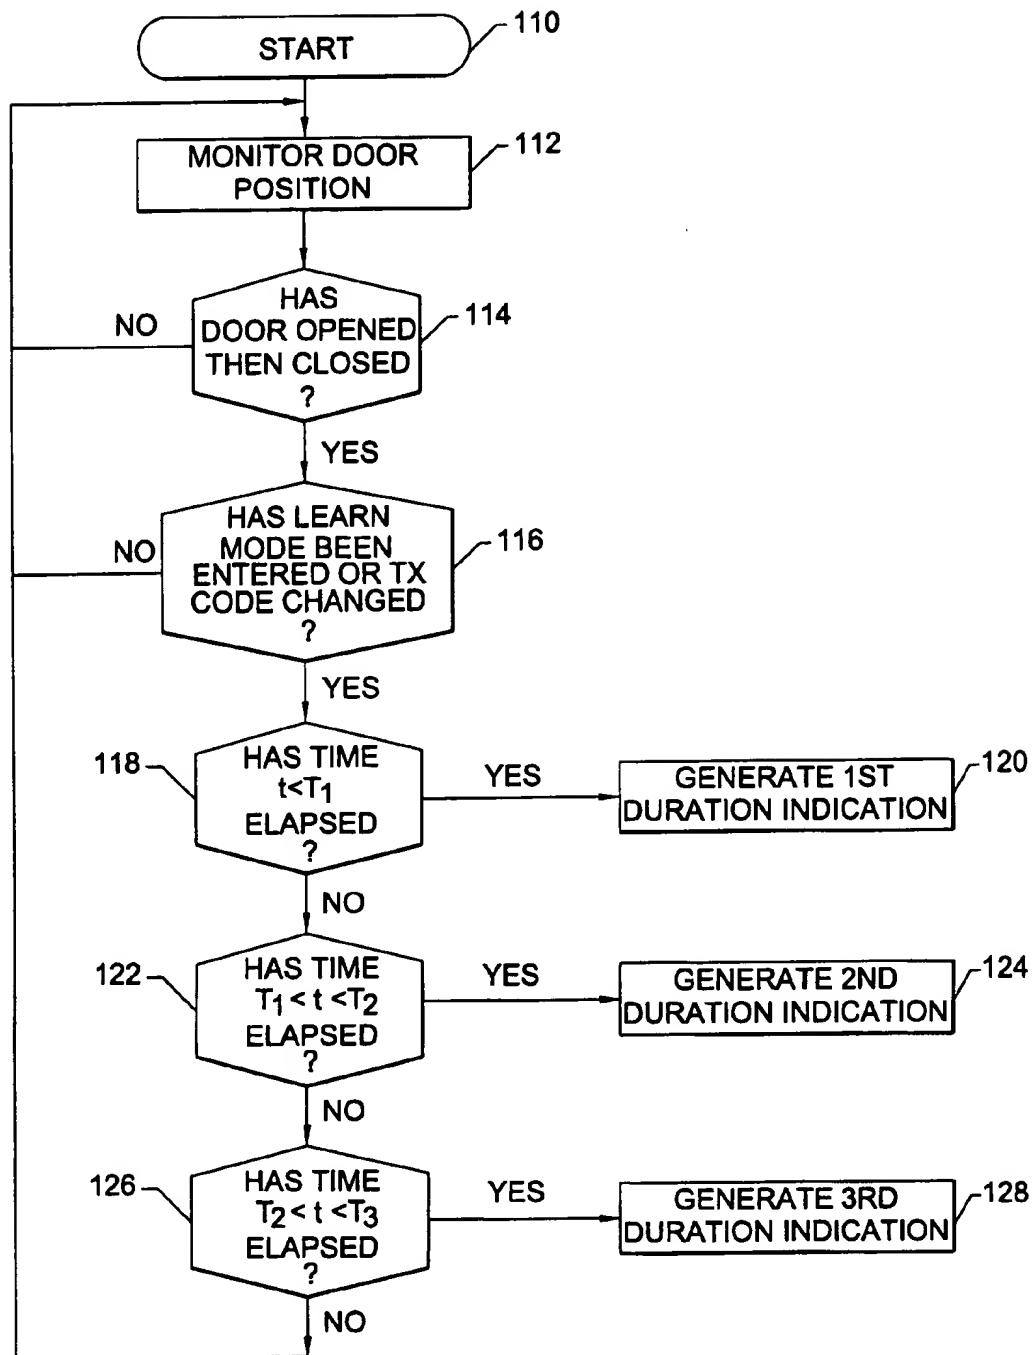 START
110
MONITOR DOOR
POSITION
112
HAS
DOOR OPENED
THEN CLOSED
?
114
NO
YES
HAS LEARN
MODE BEEN
ENTERED OR TX
CODE CHANGED
?
116
NO
YES
118
HAS TIME
t<T1
ELAPSED
?
YES
GENERATE 1ST
DURATION INDICATION
120
NO
122
HAS TIME
T1 < t <T2
ELAPSED
?
YES
GENERATE 2ND
DURATION INDICATION
124
NO
126
HAS TIME
T2 < t <T3
ELAPSED
?
YES
GENERATE 3RD
DURATION INDICATION
128
NO